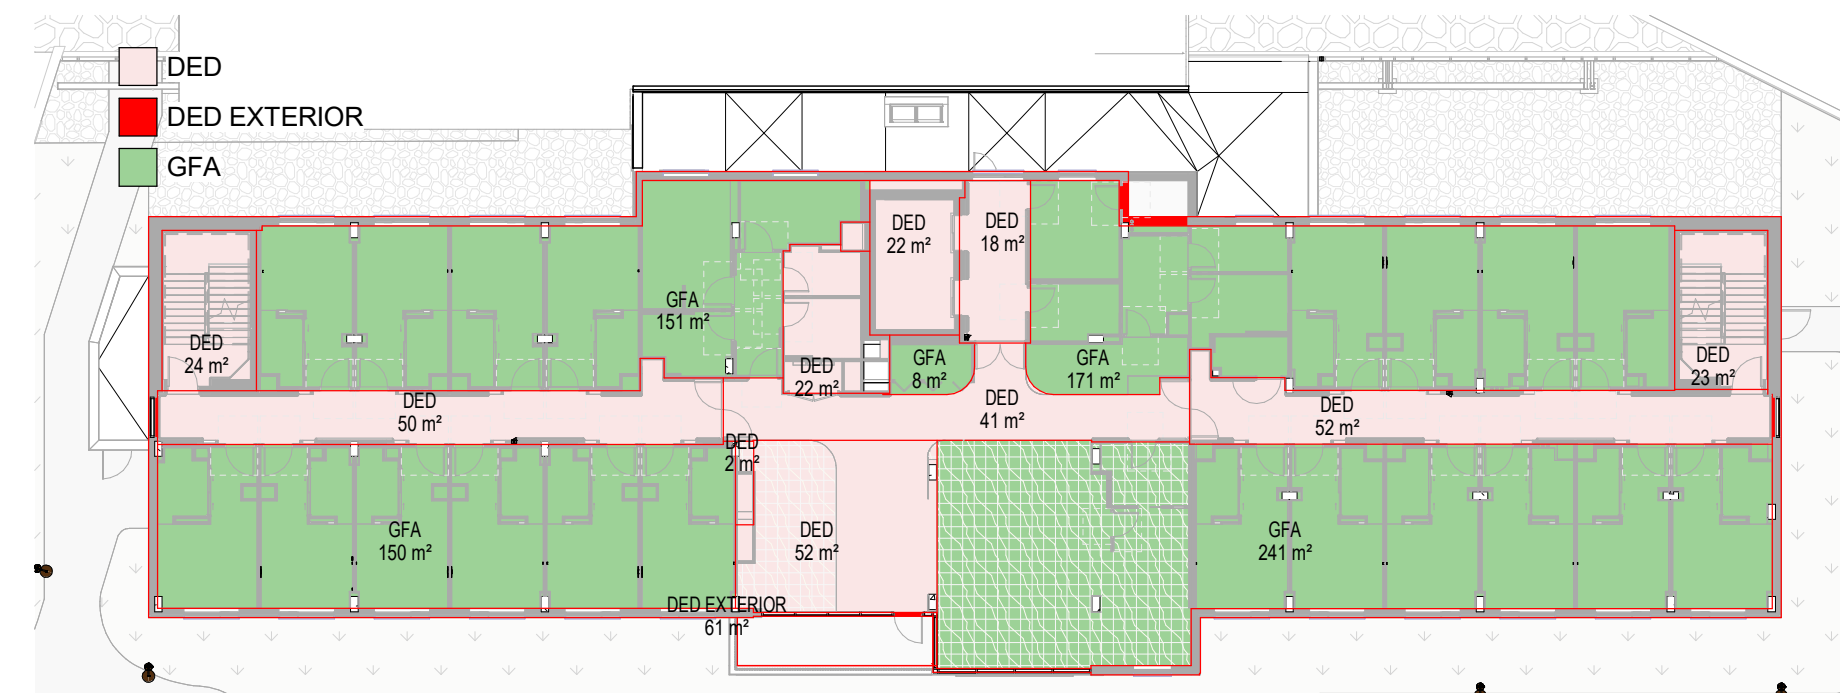 DED
DED EXTERIOR
GFA
DED
22 m²
DED
18 m²
GFA
151 m²
DED
24 m²
DED
22 m²
GFA
8 m²
GFA
171 m²
DED
23 m²
DED
50 m²
DED
41 m²
DED
52 m²
DED
2 m²
GFA
150 m²
DED
52 m²
GFA
241 m²
DED EXTERIOR
61 m²